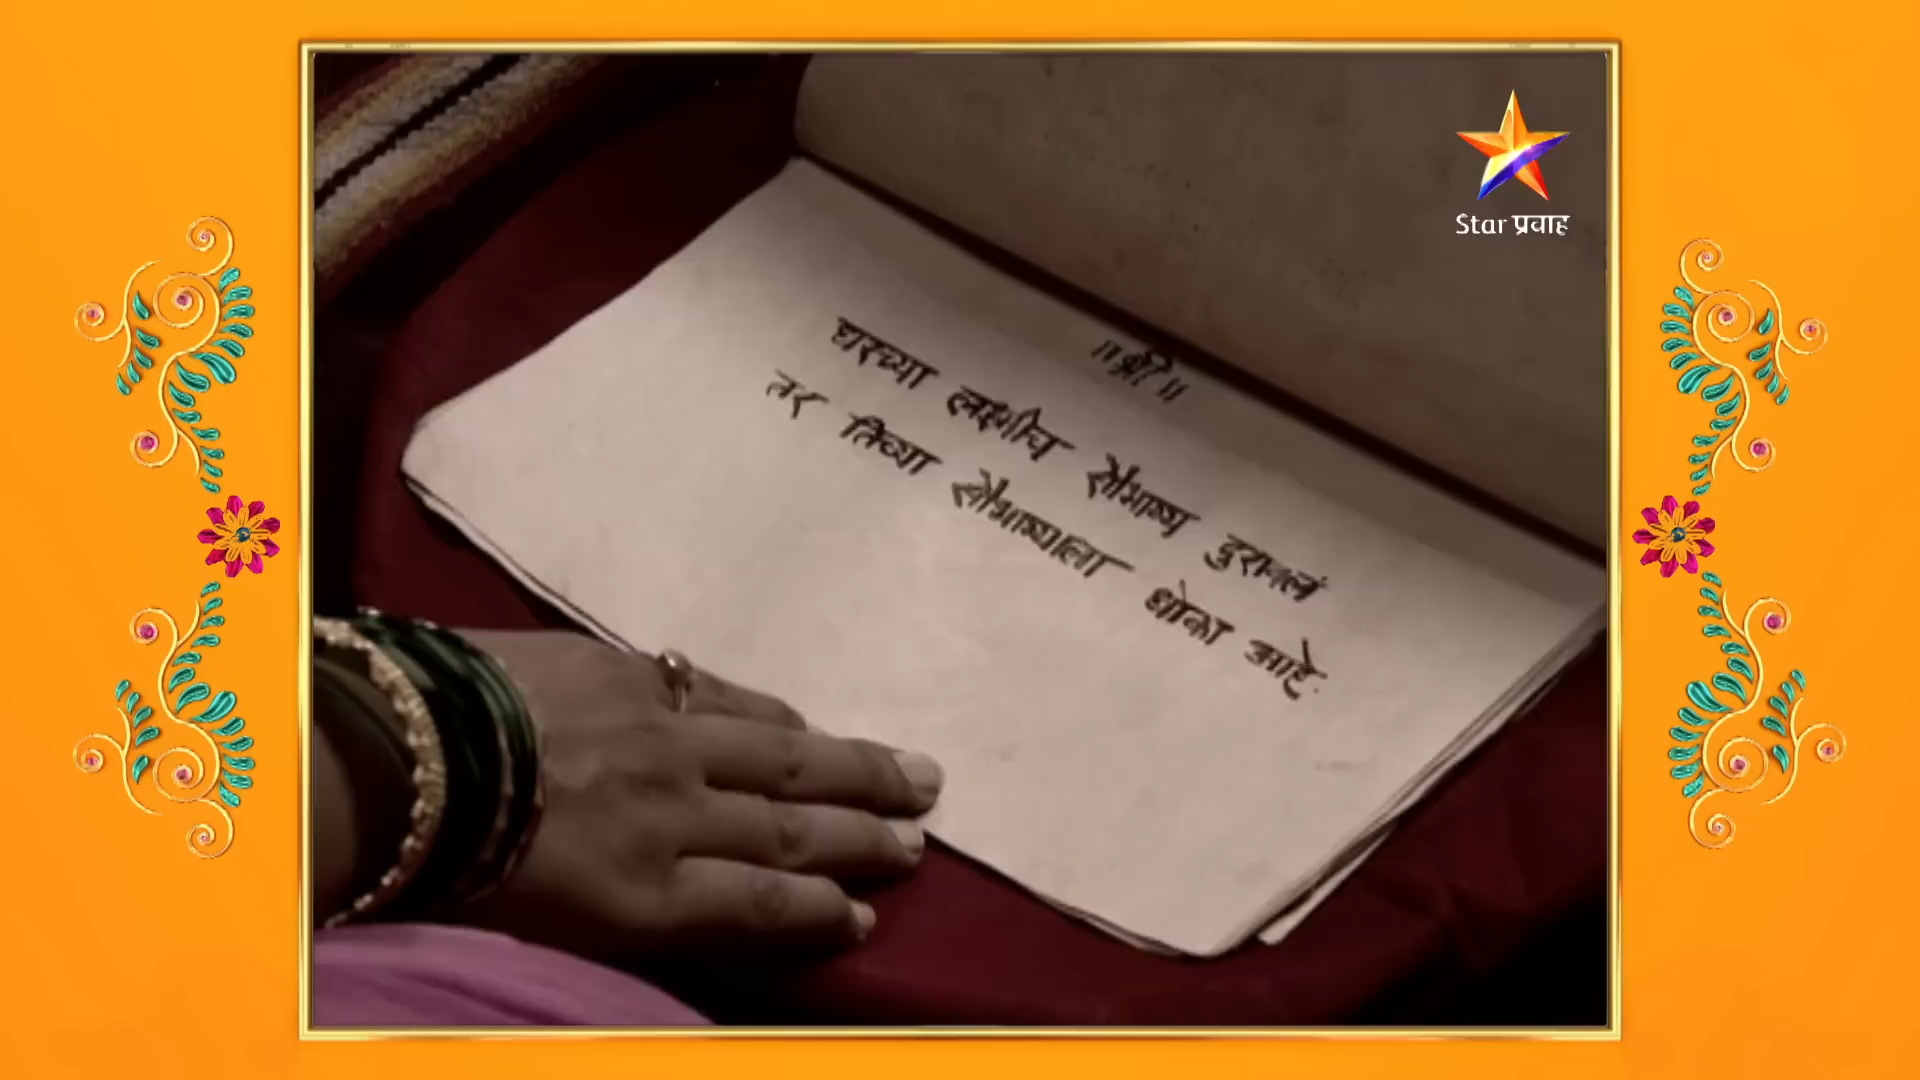 Star प्रवाह
॥श्री॥
घरच्या लक्ष्मीच सौभाग्य दुरावलं
तर तिच्या सौभाग्याला धोका आहे.